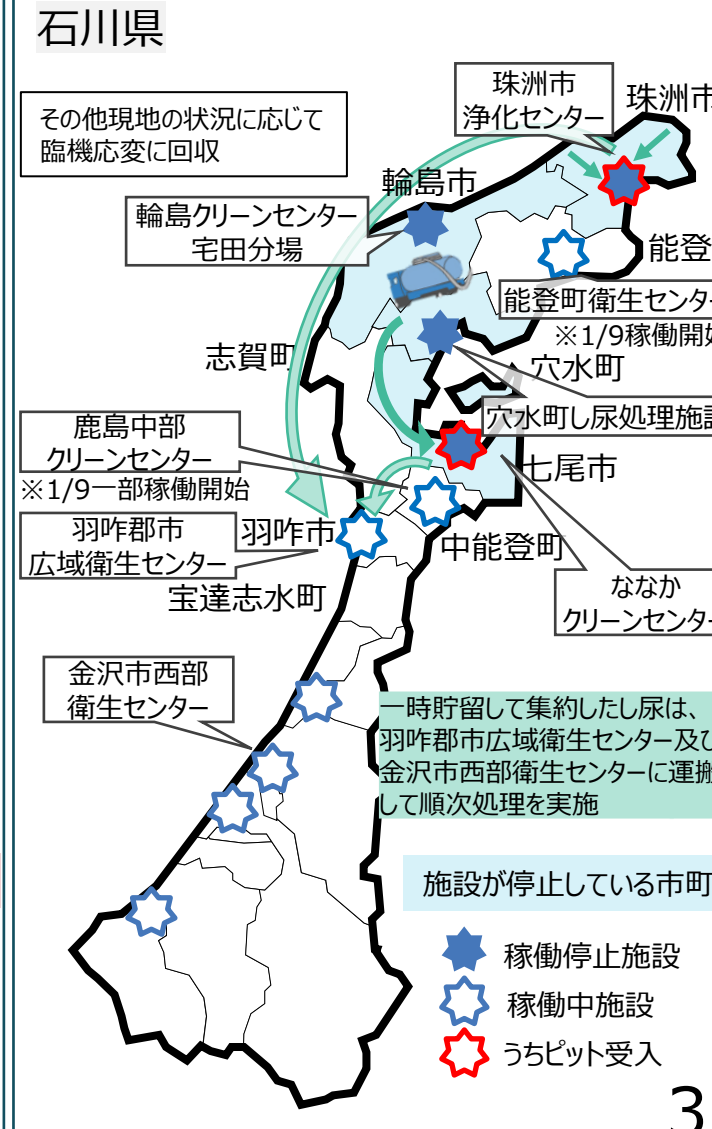 石川県
その他現地の状況に応じて
臨機応変に回収
珠洲市
浄化センター
珠洲市
輪島市
輪島クリーンセンター
宅田分場
能登
能登町衛生センター
※1/9稼働開始
志賀町
穴水町
穴水町し尿処理施設
鹿島中部
クリーンセンター
※1/9一部稼働開始
七尾市
羽咋郡市
広域衛生センター
羽咋市
中能登町
宝達志水町
ななか
クリーンセンター
金沢市西部
衛生センター
一時貯留して集約したし尿は、
羽咋郡市広域衛生センター及び
金沢市西部衛生センターに運搬
して順次処理を実施
施設が停止している市町
稼働停止施設
稼働中施設
うちピット受入
3